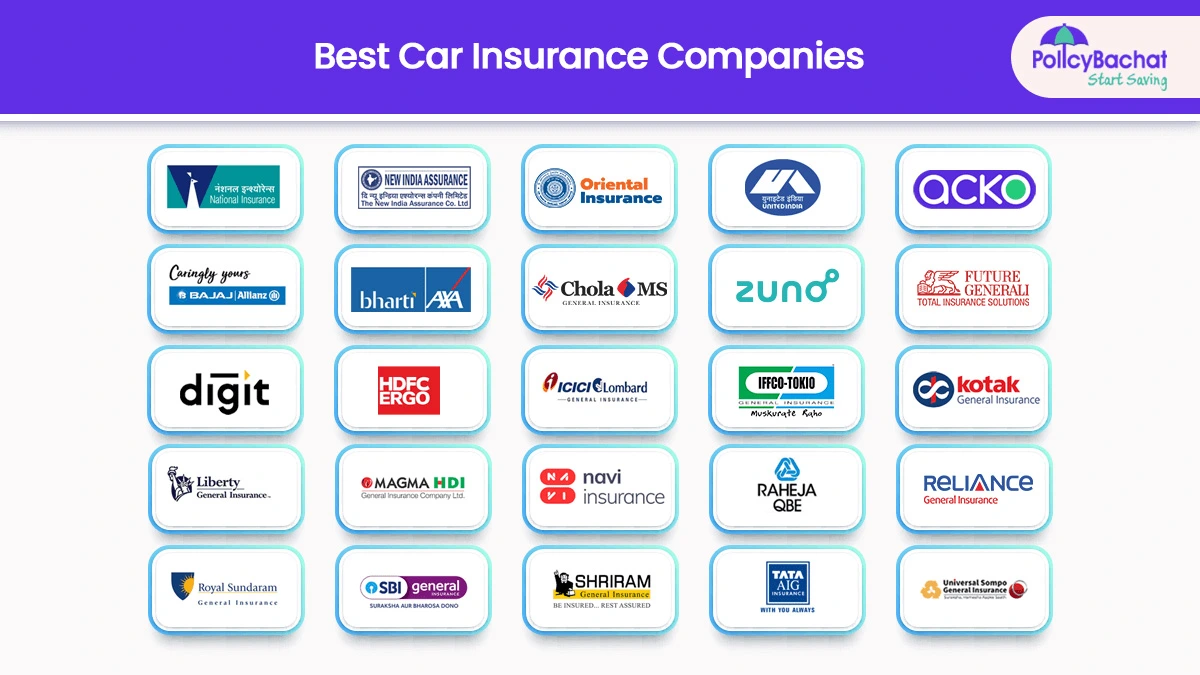 Best Car Insurance Companies
PolicyBachat
Start Saving
नेशनल इन्श्योरेन्स
National Insurance
NEW INDIA ASSURANCE
दि न्यू इन्डिया एश्योरन्स कंपनी लिमिटेड
The New India Assurance Co. Ltd
Oriental
Insurance
युनाइटेड इंडिया
UNITED INDIA
acko
Caringly yours
BAJAJ | Allianz
bharti AXA
Chola MS
GENERAL INSURANCE
zuno
FUTURE
GENERALI
TOTAL INSURANCE SOLUTIONS
digit
HDFC
ERGO
ICICI Lombard
GENERAL INSURANCE
IFFCO-TOKIO
GENERAL INSURANCE
Muskurate Raho
kotak
General Insurance
Liberty
General Insurance
MAGMA HDI
General Insurance Company Ltd.
NA
VI
navi
insurance
RAHEJA
QBE
RELIANCE
General Insurance
Royal Sundaram
General Insurance
SBI general
INSURANCE
SURAKSHA AUR BHAROSA DONO
SHRIRAM
General Insurance
BE INSURED... REST ASSURED
TATA
AIG
INSURANCE
WITH YOU ALWAYS
Universal Sompo
General Insurance